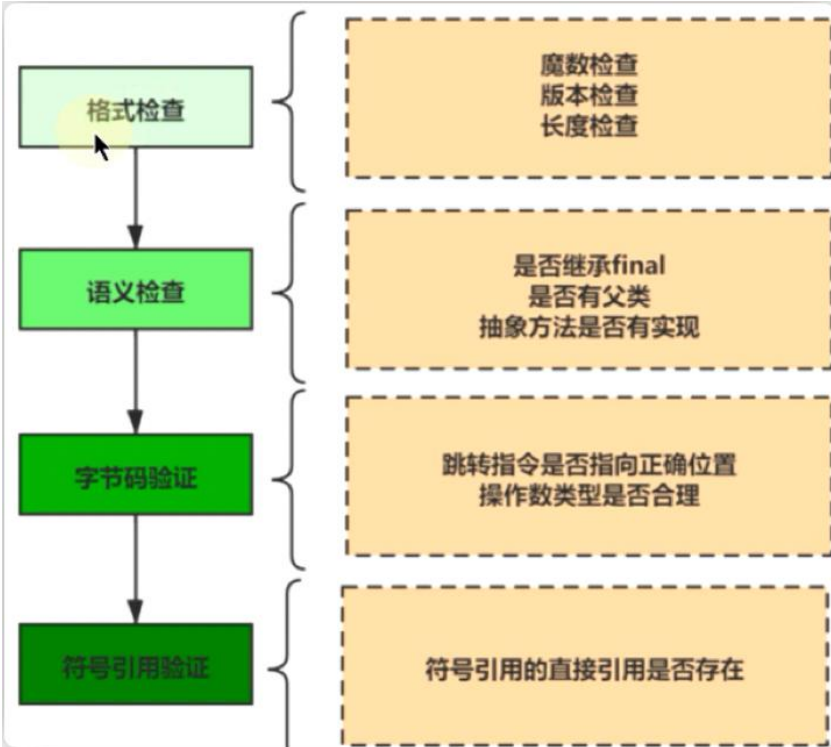 格式检查
魔数检查
版本检查
长度检查
语义检查
是否继承final
是否有父类
抽象方法是否有实现
字节码验证
跳转指令是否指向正确位置
操作数类型是否合理
符号引用验证
符号引用的直接引用是否存在